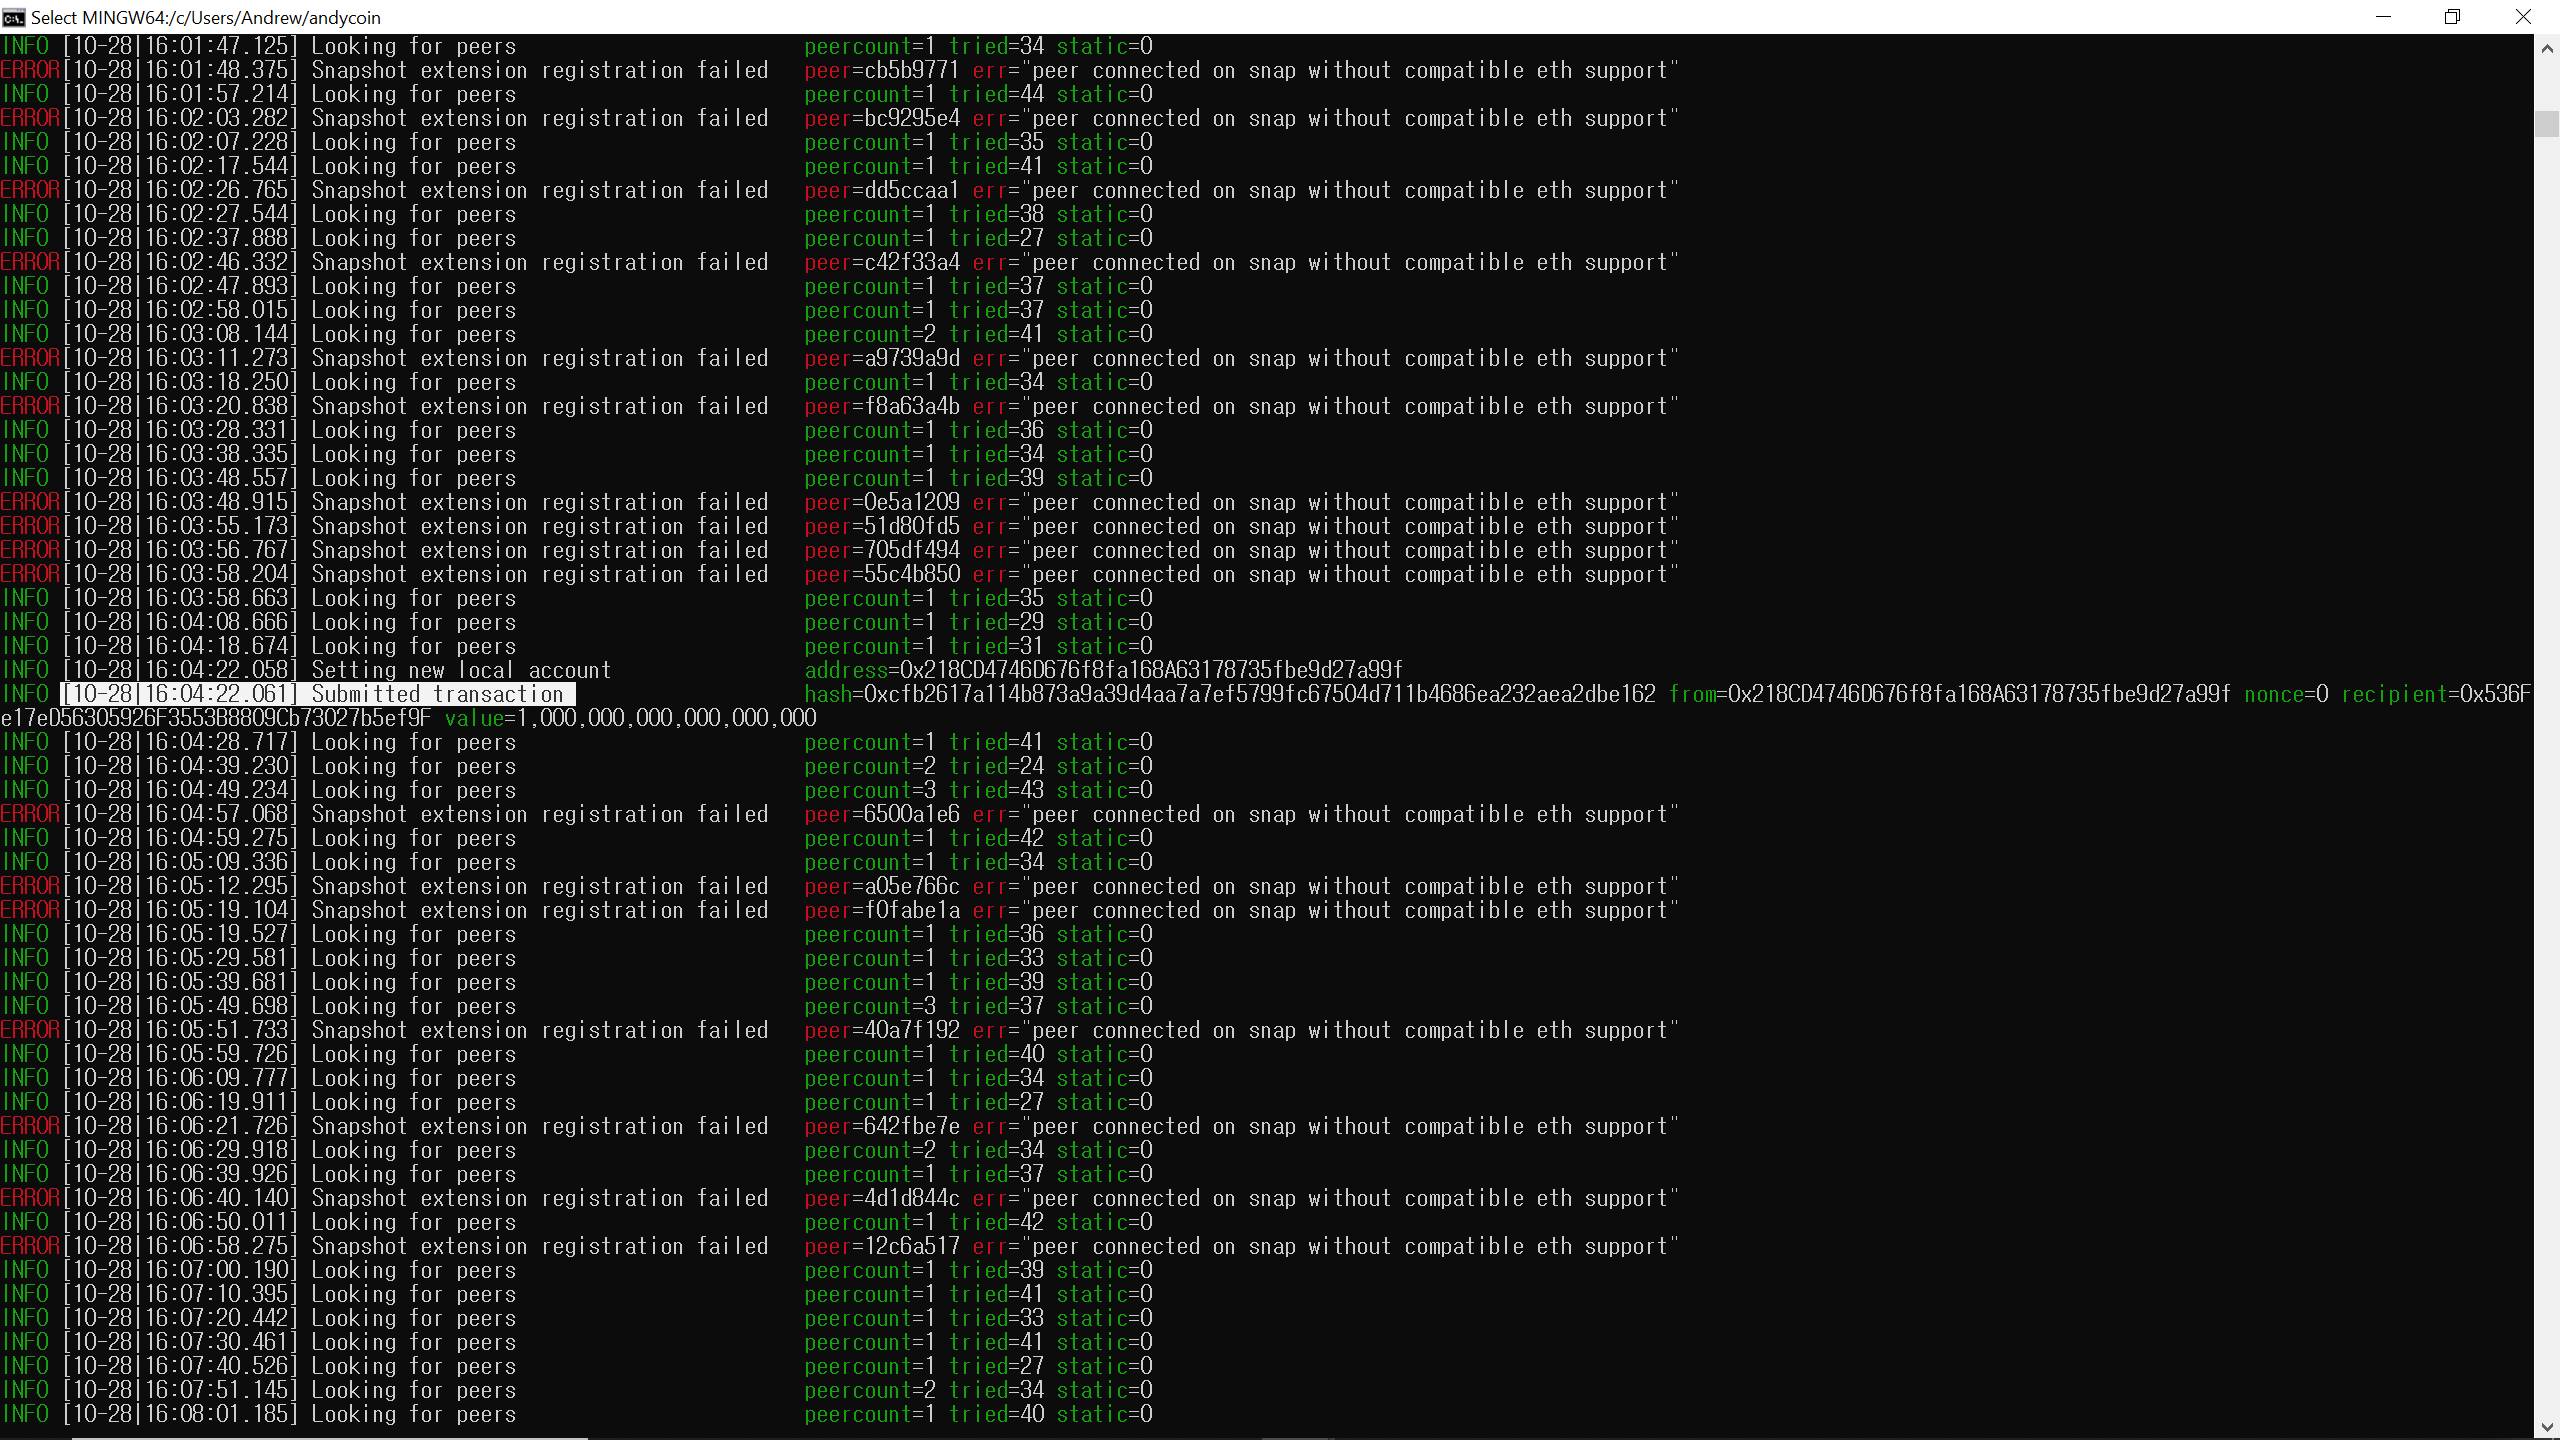 Select MINGW64:/c/Users/Andrew/andycoin
INFO [10-28|16:01:47.125] Looking for peers peercount=1 tried=34 static=0
ERROR[10-28|16:01:48.375] Snapshot extension registration failed peer=cb5b9771 err="peer connected on snap without compatible eth support"
INFO [10-28|16:01:57.214] Looking for peers peercount=1 tried=44 static=0
ERROR[10-28|16:02:03.282] Snapshot extension registration failed peer=bc9295e4 err="peer connected on snap without compatible eth support"
INFO [10-28|16:02:07.228] Looking for peers peercount=1 tried=35 static=0
INFO [10-28|16:02:17.544] Looking for peers peercount=1 tried=41 static=0
ERROR[10-28|16:02:26.765] Snapshot extension registration failed peer=dd5ccaa1 err="peer connected on snap without compatible eth support"
INFO [10-28|16:02:27.544] Looking for peers peercount=1 tried=38 static=0
INFO [10-28|16:02:37.888] Looking for peers peercount=1 tried=27 static=0
ERROR[10-28|16:02:46.332] Snapshot extension registration failed peer=c42f33a4 err="peer connected on snap without compatible eth support"
INFO [10-28|16:02:47.893] Looking for peers peercount=1 tried=37 static=0
INFO [10-28|16:02:58.015] Looking for peers peercount=1 tried=37 static=0
INFO [10-28|16:03:08.144] Looking for peers peercount=2 tried=41 static=0
ERROR[10-28|16:03:11.273] Snapshot extension registration failed peer=a9739a9d err="peer connected on snap without compatible eth support"
INFO [10-28|16:03:18.250] Looking for peers peercount=1 tried=34 static=0
ERROR[10-28|16:03:20.838] Snapshot extension registration failed peer=f8a63a4b err="peer connected on snap without compatible eth support"
INFO [10-28|16:03:28.331] Looking for peers peercount=1 tried=36 static=0
INFO [10-28|16:03:38.335] Looking for peers peercount=1 tried=34 static=0
INFO [10-28|16:03:48.557] Looking for peers peercount=1 tried=39 static=0
ERROR[10-28|16:03:48.915] Snapshot extension registration failed peer=0e5a1209 err="peer connected on snap without compatible eth support"
ERROR[10-28|16:03:55.173] Snapshot extension registration failed peer=51d80fd5 err="peer connected on snap without compatible eth support"
ERROR[10-28|16:03:56.767] Snapshot extension registration failed peer=705df494 err="peer connected on snap without compatible eth support"
ERROR[10-28|16:03:58.204] Snapshot extension registration failed peer=55c4b850 err="peer connected on snap without compatible eth support"
INFO [10-28|16:03:58.663] Looking for peers peercount=1 tried=35 static=0
INFO [10-28|16:04:08.666] Looking for peers peercount=1 tried=29 static=0
INFO [10-28|16:04:18.674] Looking for peers peercount=1 tried=31 static=0
INFO [10-28|16:04:22.058] Setting new local account address=0x218CD4746D676f8fa168A63178735fbe9d27a99f
INFO [10-28|16:04:22.061] Submitted transaction hash=0xcfb2617a114b873a9a39d4aa7a7ef5799fc67504d711b4686ea232aea2dbe162 from=0x218CD4746D676f8fa168A63178735fbe9d27a99f nonce=0 recipient=0x536F
e17eD56305926F3553B8809Cb73027b5ef9F value=1,000,000,000,000,000,000
INFO [10-28|16:04:28.717] Looking for peers peercount=1 tried=41 static=0
INFO [10-28|16:04:39.230] Looking for peers peercount=2 tried=24 static=0
INFO [10-28|16:04:49.234] Looking for peers peercount=3 tried=43 static=0
ERROR[10-28|16:04:57.068] Snapshot extension registration failed peer=6500a1e6 err="peer connected on snap without compatible eth support"
INFO [10-28|16:04:59.275] Looking for peers peercount=1 tried=42 static=0
INFO [10-28|16:05:09.336] Looking for peers peercount=1 tried=34 static=0
ERROR[10-28|16:05:12.295] Snapshot extension registration failed peer=a05e766c err="peer connected on snap without compatible eth support"
ERROR[10-28|16:05:19.104] Snapshot extension registration failed peer=f0fabe1a err="peer connected on snap without compatible eth support"
INFO [10-28|16:05:19.527] Looking for peers peercount=1 tried=36 static=0
INFO [10-28|16:05:29.581] Looking for peers peercount=1 tried=33 static=0
INFO [10-28|16:05:39.681] Looking for peers peercount=1 tried=39 static=0
INFO [10-28|16:05:49.698] Looking for peers peercount=3 tried=37 static=0
ERROR[10-28|16:05:51.733] Snapshot extension registration failed peer=40a7f192 err="peer connected on snap without compatible eth support"
INFO [10-28|16:05:59.726] Looking for peers peercount=1 tried=40 static=0
INFO [10-28|16:06:09.777] Looking for peers peercount=1 tried=34 static=0
INFO [10-28|16:06:19.911] Looking for peers peercount=1 tried=27 static=0
ERROR[10-28|16:06:21.726] Snapshot extension registration failed peer=642fbe7e err="peer connected on snap without compatible eth support"
INFO [10-28|16:06:29.918] Looking for peers peercount=2 tried=34 static=0
INFO [10-28|16:06:39.926] Looking for peers peercount=1 tried=37 static=0
ERROR[10-28|16:06:40.140] Snapshot extension registration failed peer=4d1d844c err="peer connected on snap without compatible eth support"
INFO [10-28|16:06:50.011] Looking for peers peercount=1 tried=42 static=0
ERROR[10-28|16:06:58.275] Snapshot extension registration failed peer=12c6a517 err="peer connected on snap without compatible eth support"
INFO [10-28|16:07:00.190] Looking for peers peercount=1 tried=39 static=0
INFO [10-28|16:07:10.395] Looking for peers peercount=1 tried=41 static=0
INFO [10-28|16:07:20.442] Looking for peers peercount=1 tried=33 static=0
INFO [10-28|16:07:30.461] Looking for peers peercount=1 tried=41 static=0
INFO [10-28|16:07:40.526] Looking for peers peercount=1 tried=27 static=0
INFO [10-28|16:07:51.145] Looking for peers peercount=2 tried=34 static=0
INFO [10-28|16:08:01.185] Looking for peers peercount=1 tried=40 static=0